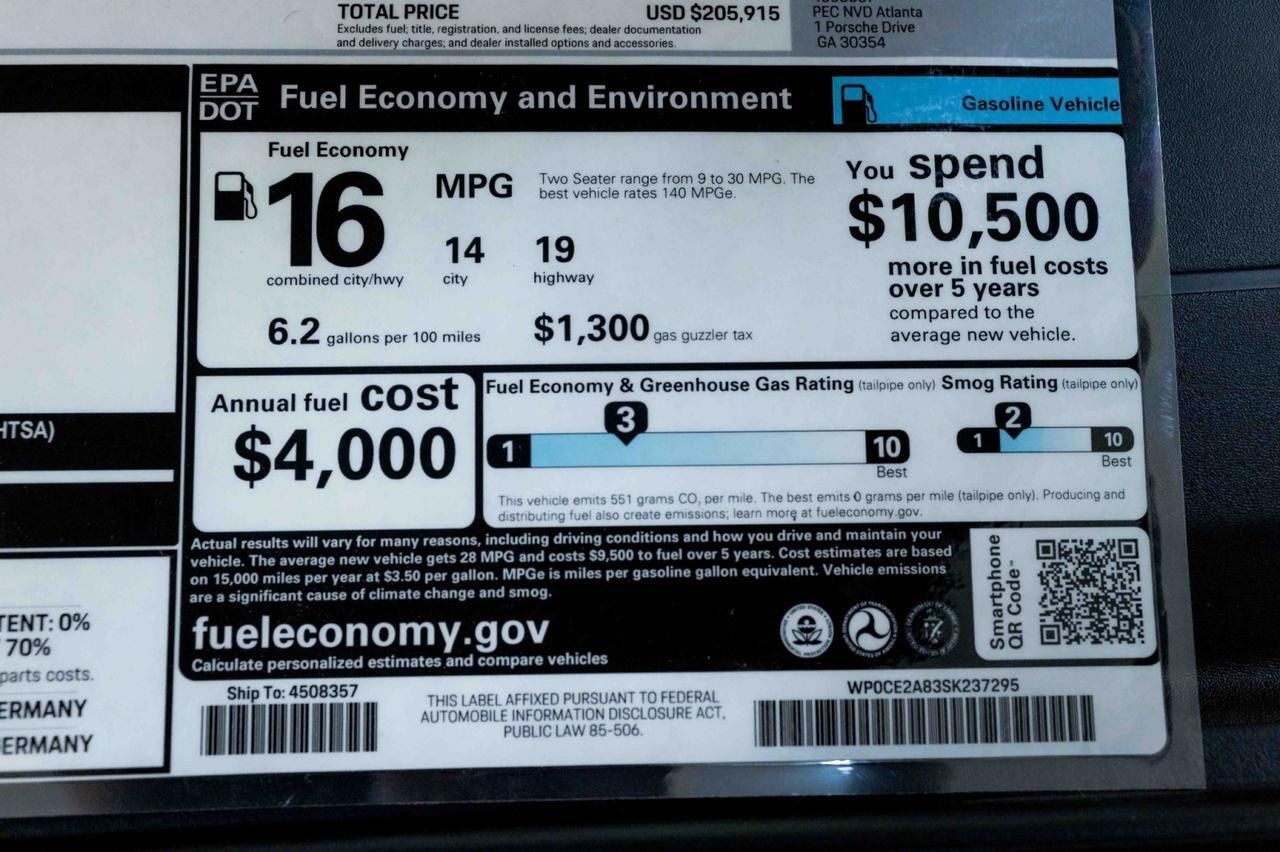 TOTAL PRICE USD $205,915
Excludes fuel; title, registration, and license fees; dealer documentation
and delivery charges; and dealer installed options and accessories.
PEC NVD Atlanta
1 Porsche Drive
GA 30354
EPA
DOT
Fuel Economy and Environment
Gasoline Vehicle
Fuel Economy
16
MPG
combined city/hwy
14
city
19
highway
Two Seater range from 9 to 30 MPG. The
best vehicle rates 140 MPGe.
6.2 gallons per 100 miles
$1,300 gas guzzler tax
You spend
$10,500
more in fuel costs
over 5 years
compared to the
average new vehicle.
Annual fuel cost
$4,000
Fuel Economy & Greenhouse Gas Rating (tailpipe only)
3
1
10
Best
Smog Rating (tailpipe only)
2
1
10
Best
This vehicle emits 551 grams CO2 per mile. The best emits 0 grams per mile (tailpipe only). Producing and
distributing fuel also create emissions; learn more at fueleconomy.gov.
HTSA)
Actual results will vary for many reasons, including driving conditions and how you drive and maintain your
vehicle. The average new vehicle gets 28 MPG and costs $9,500 to fuel over 5 years. Cost estimates are based
on 15,000 miles per year at $3.50 per gallon. MPGe is miles per gasoline gallon equivalent. Vehicle emissions
are a significant cause of climate change and smog.
fueleconomy.gov
Calculate personalized estimates and compare vehicles
Smartphone
QR Code™
TENT: 0%
70%
parts costs.
ERMANY
ERMANY
Ship To: 4508357
THIS LABEL AFFIXED PURSUANT TO FEDERAL
AUTOMOBILE INFORMATION DISCLOSURE ACT,
PUBLIC LAW 85-506.
WP0CE2A83SK237295